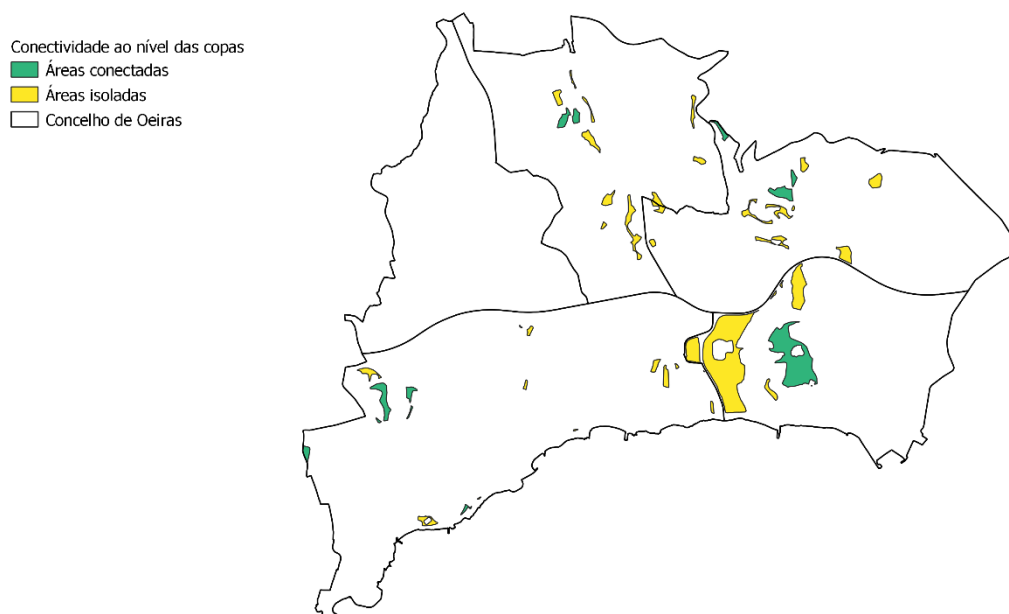 Conectividade ao nível das copas
Áreas conectadas
Áreas isoladas
Concelho de Oeiras